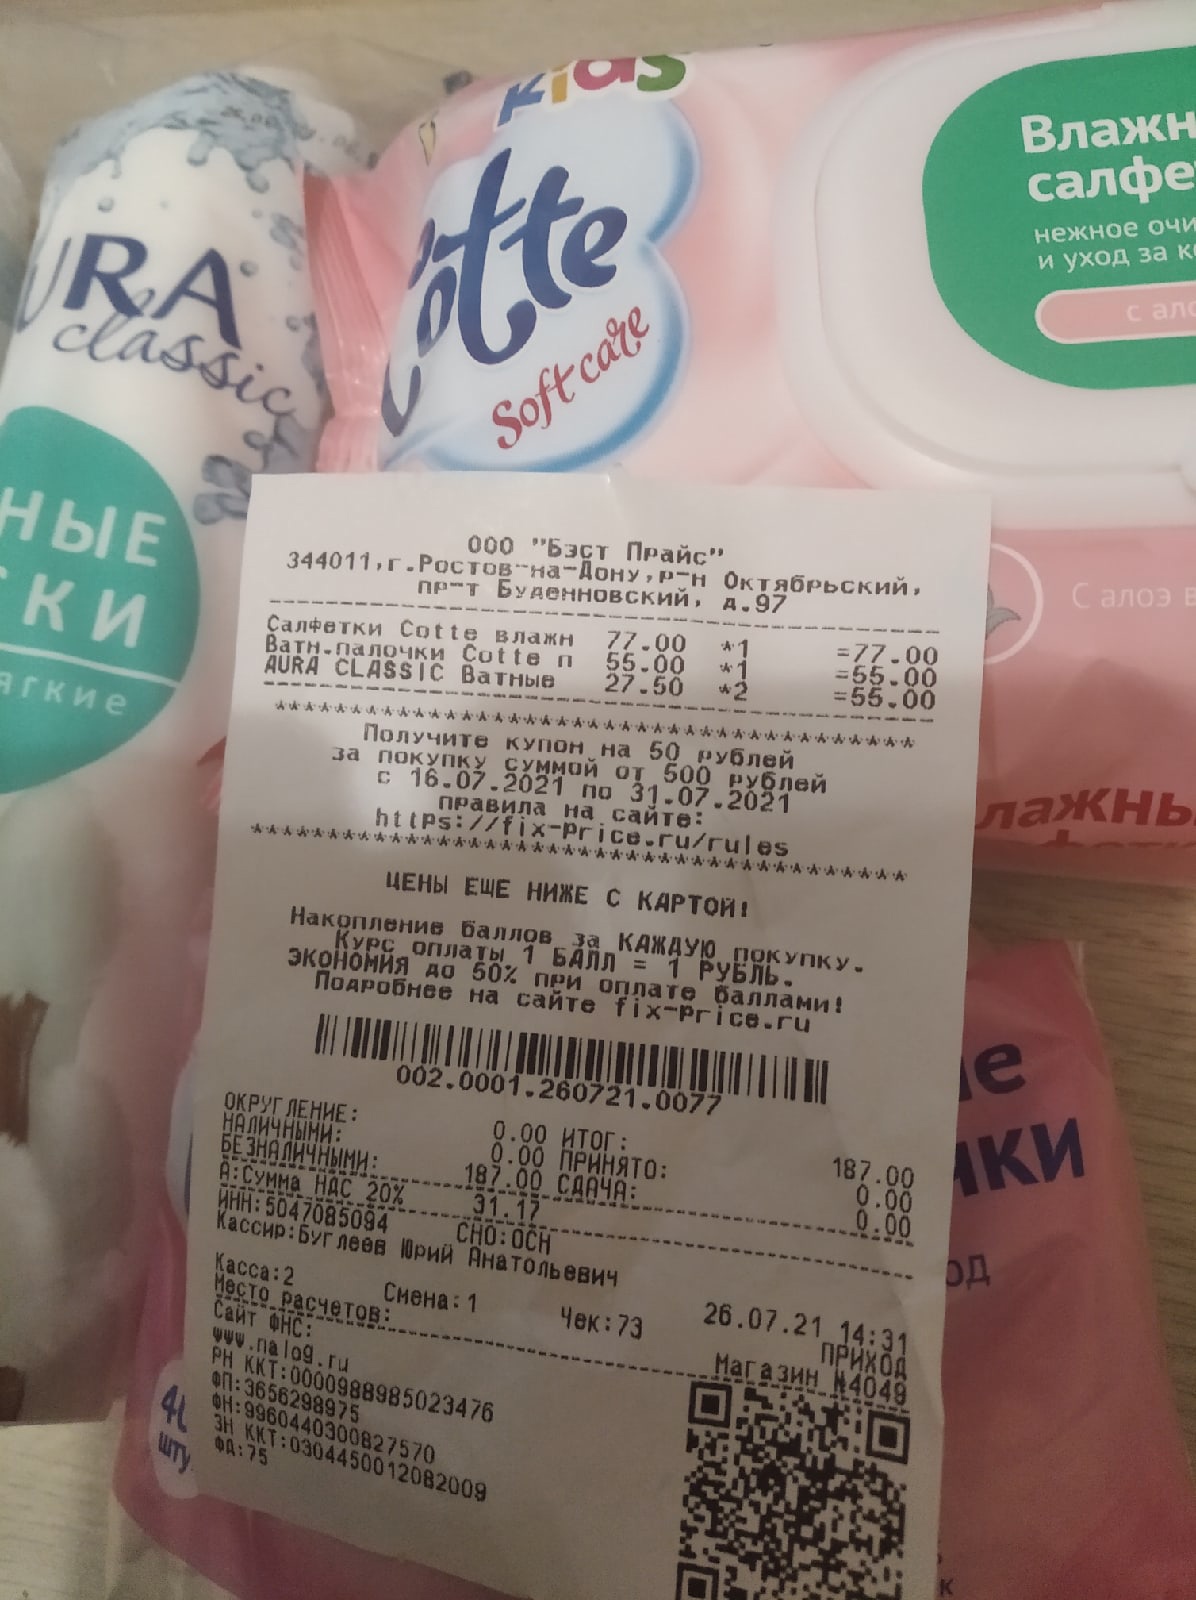 Kids
Cotte
Soft care
Влажн
салфе
нежное очи
и уход за к
с ало
URA
classic
НЫЕ
КИ
ягкие
С алоэ в
лажны
ООО "Бэст Прайс"
344011,г.Ростов-на-Дону,р-н Октябрьский,
пр-т Буденновский, д.97
Салфетки Cotte влажн 77.00 *1 =77.00
Ватн.палочки Cotte п 55.00 *1 =55.00
AURA CLASSIC Ватные 27.50 *2 =55.00
****************************************
Получите купон на 50 рублей
за покупку суммой от 500 рублей
с 16.07.2021 по 31.07.2021
правила на сайте:
https://fix-price.ru/rules
****************************************
ЦЕНЫ ЕЩЕ НИЖЕ С КАРТОЙ!
Накопление баллов за КАЖДУЮ покупку.
Курс оплаты 1 БАЛЛ = 1 РУБЛЬ.
ЭКОНОМИЯ до 50% при оплате баллами!
Подробнее на сайте fix-price.ru
002.0001.260721.0077
ОКРУГЛЕНИЕ: 0.00 ИТОГ: 187.00
НАЛИЧНЫМИ: 0.00 ПРИНЯТО: 0.00
БЕЗНАЛИЧНЫМИ: 187.00 СДАЧА: 0.00
А:Сумма НДС 20% 31.17
ИНН:5047085094 СНО:ОСН
Кассир:Буглеев Юрий Анатольевич
Касса:2 Смена:1 Чек:73 26.07.21 14:31
ПРИХОД
Место расчетов: Магазин №4049
Сайт ФНС:
www.nalog.ru
РН ККТ:0000988985023476
ФП:3656298975
ФН:9960440300827570
ЗН ККТ:0304450012082009
ФД:75
ые
чки
од
40
шту
к